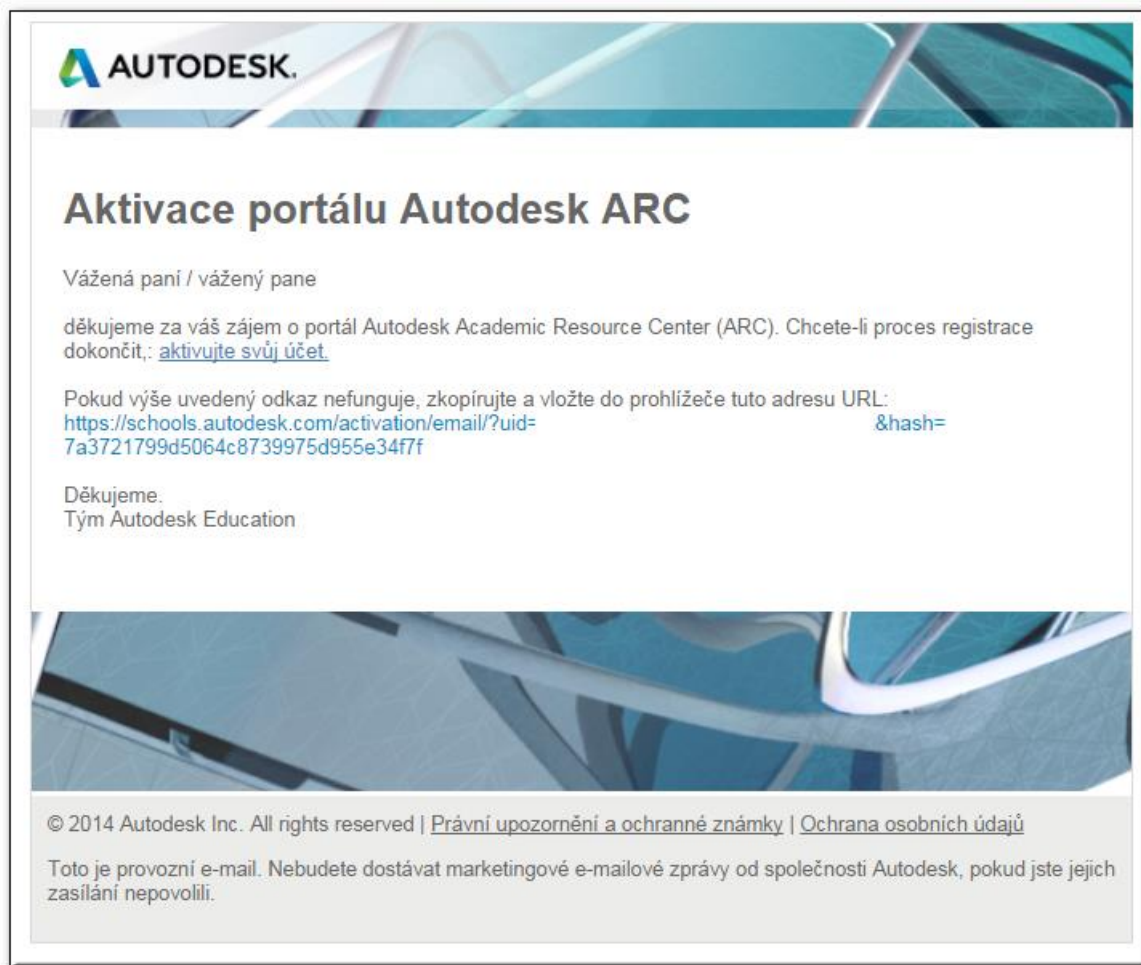 AUTODESK.
Aktivace portálu Autodesk ARC
Vážená paní / vážený pane
děkujeme za váš zájem o portál Autodesk Academic Resource Center (ARC). Chcete-li proces registrace
dokončit,: aktivujte svůj účet.
Pokud výše uvedený odkaz nefunguje, zkopírujte a vložte do prohlížeče tuto adresu URL:
https://schools.autodesk.com/activation/email/?uid= &hash=
7a3721799d5064c8739975d955e34f7f
Děkujeme.
Tým Autodesk Education
© 2014 Autodesk Inc. All rights reserved | Právní upozornění a ochranné známky | Ochrana osobních údajů
Toto je provozní e-mail. Nebudete dostávat marketingové e-mailové zprávy od společnosti Autodesk, pokud jste jejich
zasílání nepovolili.